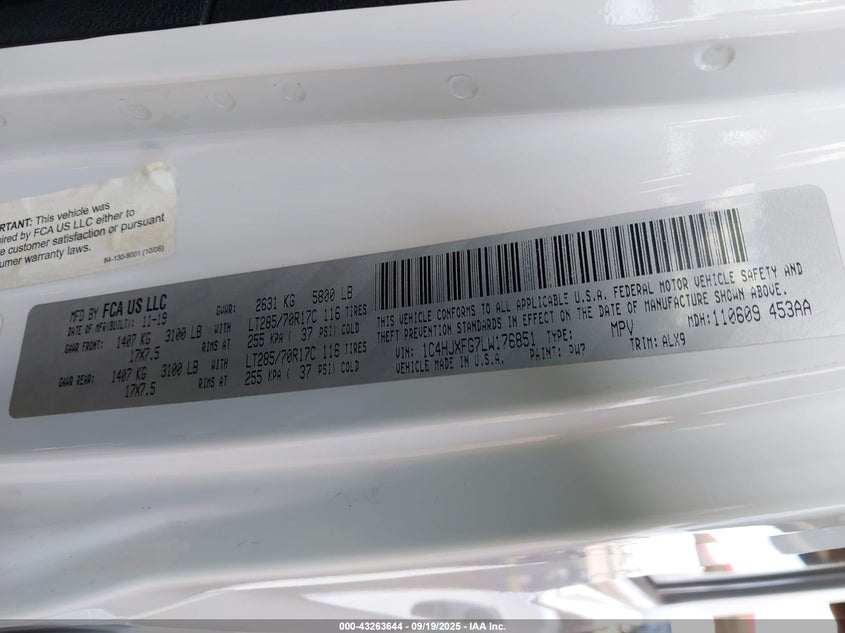 RTANT: This vehicle was
ired by FCA US LLC either to
e customer satisfaction or pursuant
umer warranty laws.
84-130-9001 (10/08)
MFD BY FCA US LLC
DATE OF MFR(BUILT): 11-19
GVWR: 2631 KG 5800 LB
GAWR FRONT: 1407 KG 3100 LB
17X7.5
RIMS AT
LT285/70R17C 116 TIRES
255 KPA ( 37 PSI) COLD
GAWR REAR: 1407 KG 3100 LB
17X7.5
RIMS AT
LT285/70R17C 116 TIRES
255 KPA ( 37 PSI) COLD
THIS VEHICLE CONFORMS TO ALL APPLICABLE U.S.A. FEDERAL MOTOR VEHICLE SAFETY AND
THEFT PREVENTION STANDARDS IN EFFECT ON THE DATE OF MANUFACTURE SHOWN ABOVE.
VIN: 1C4HJXFG7LW176851 TYPE: MPV MDH: 110609 453AA
VEHICLE MADE IN U.S.A. PAINT: PW7 TRIM: ALX9
000-43263644 - 09/19/2025 - IAA Inc.